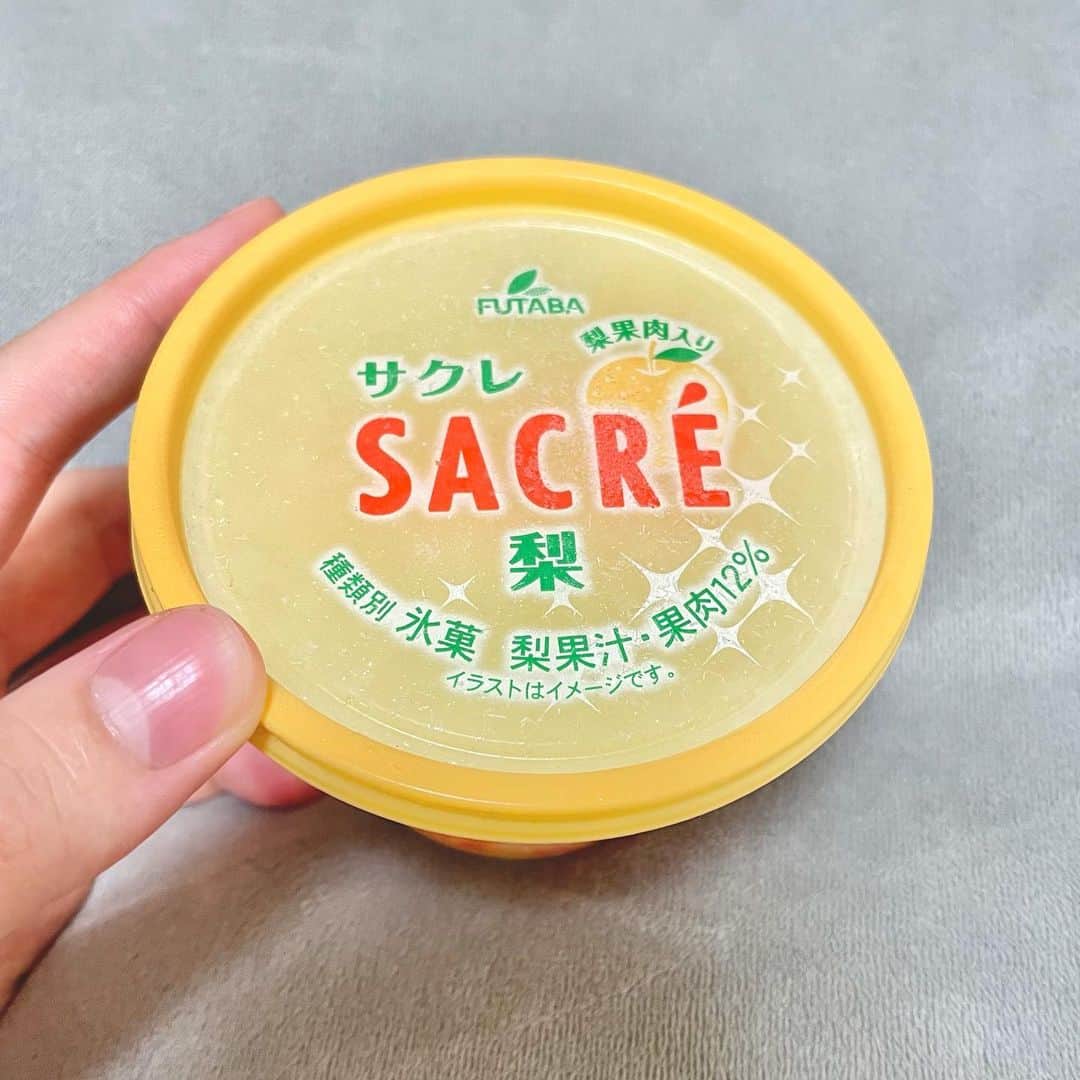 FUTABA
梨果肉入り
サクレ
SACRÉ
梨
種類別 氷菓 梨果汁・果肉12%
イラストはイメージです。